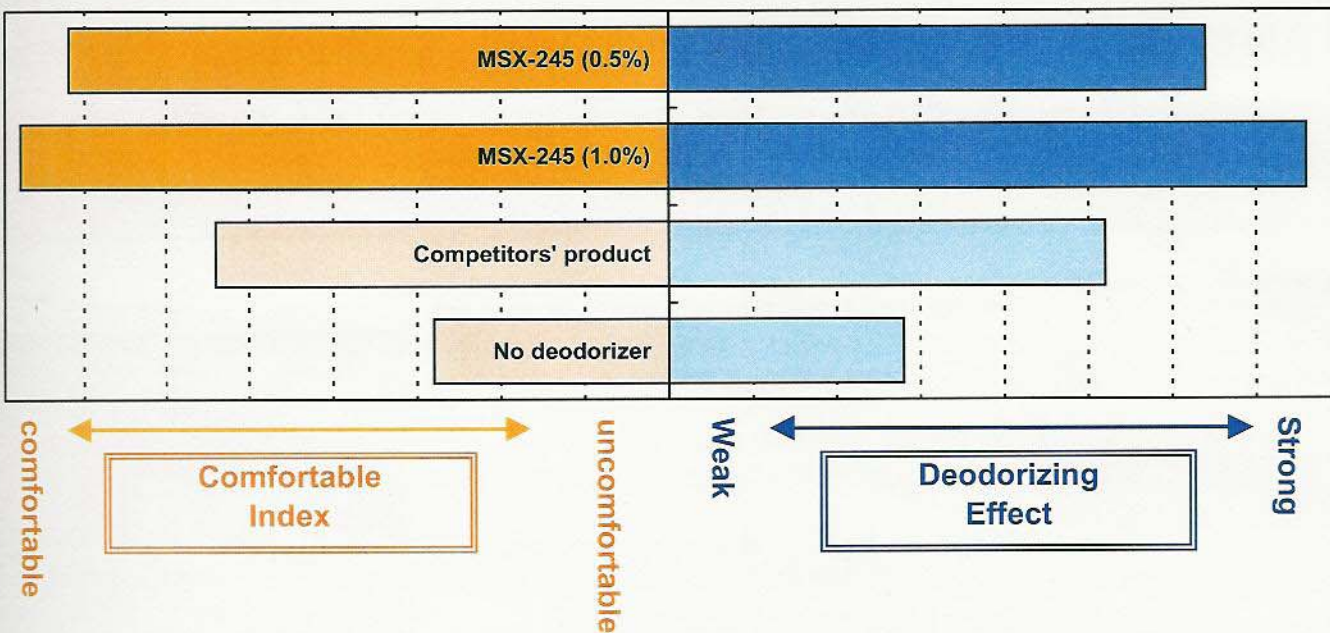 MSX-245 (0.5%)
MSX-245 (1.0%)
Competitors' product
No deodorizer
comfortable
uncomfortable
Comfortable
Index
Weak
Strong
Deodorizing
Effect